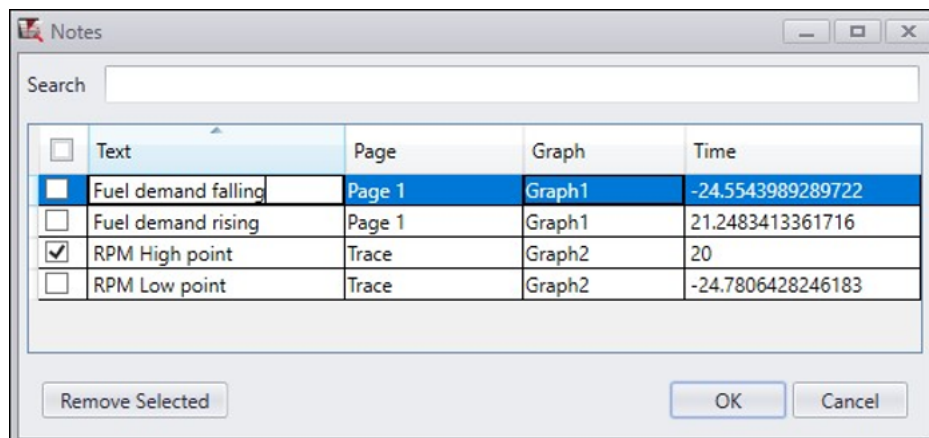 Notes
Search
Text Page Graph Time
Fuel demand falling Page 1 Graph1 -24.5543989289722
Fuel demand rising Page 1 Graph1 21.2483413361716
RPM High point Trace Graph2 20
RPM Low point Trace Graph2 -24.7806428246183
Remove Selected OK Cancel